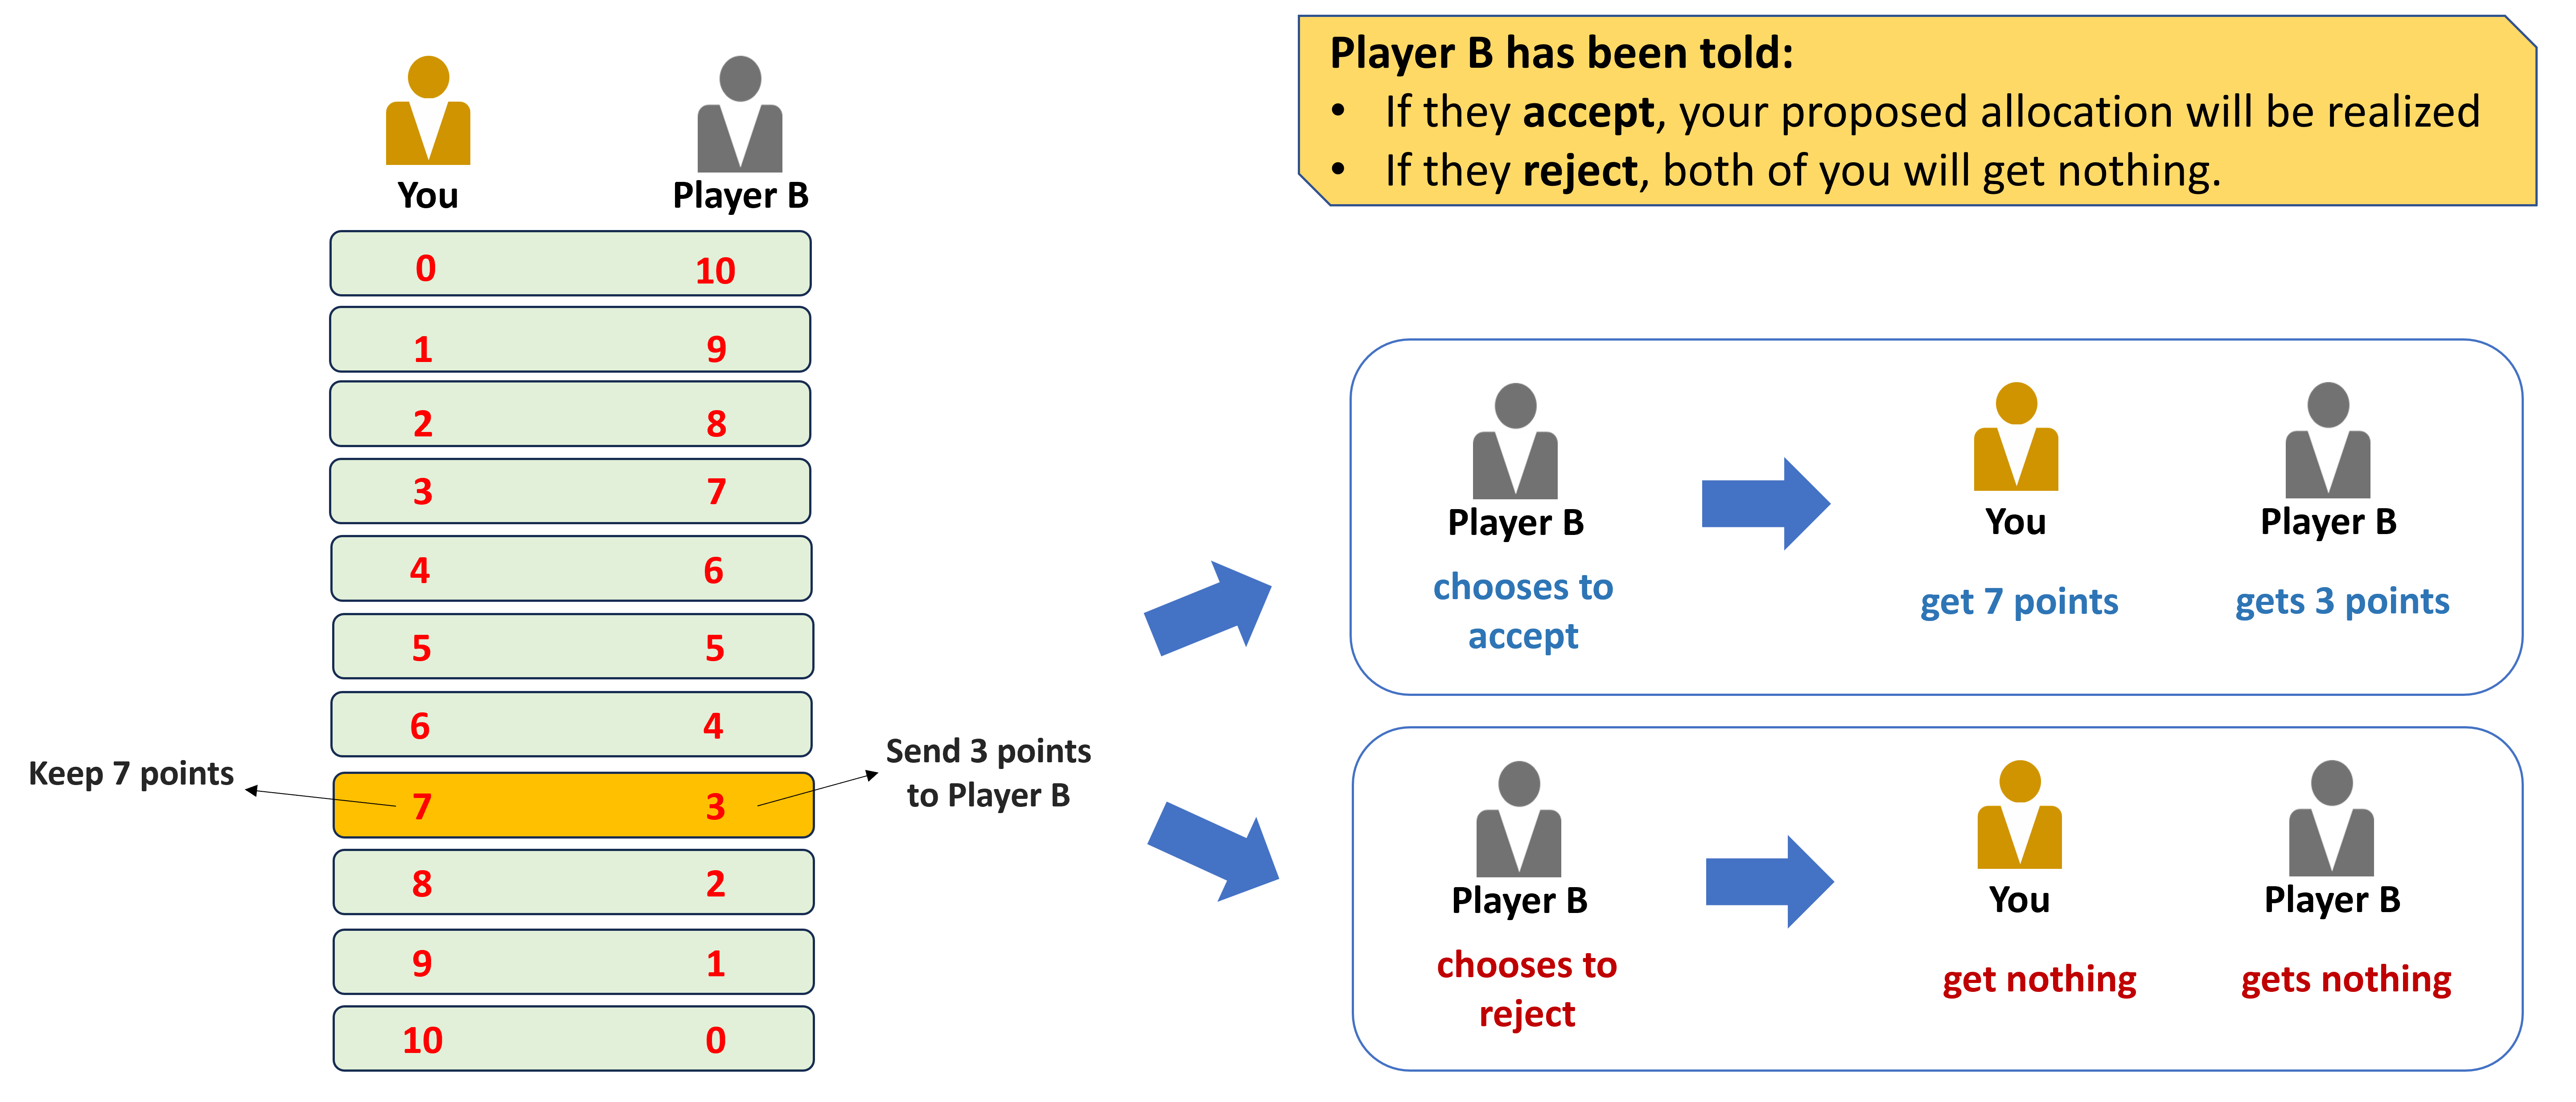 You Player B
0 10
1 9
2 8
3 7
4 6
5 5
6 4
7 3
8 2
9 1
10 0
Keep 7 points
Send 3 points
to Player B
Player B has been told:
• If they accept, your proposed allocation will be realized
• If they reject, both of you will get nothing.
Player B You Player B
chooses to
accept
get 7 points gets 3 points
Player B You Player B
chooses to
reject
get nothing gets nothing